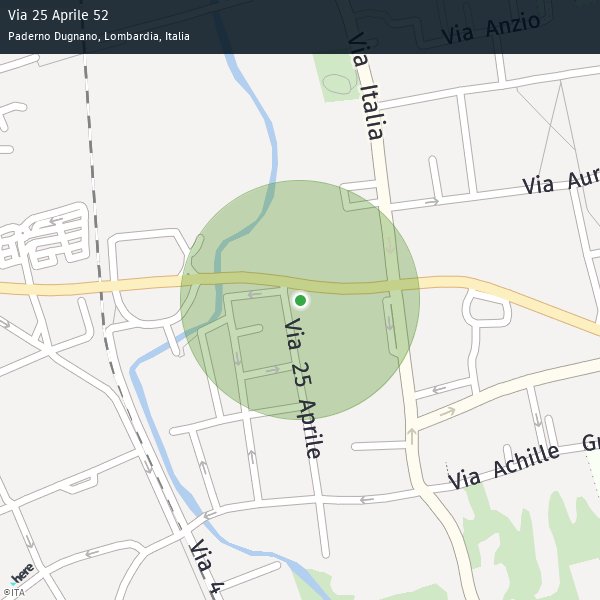 Via 25 Aprile 52
Paderno Dugnano, Lombardia, Italia
Via Anzio
Via Italia
Via Aur
Via 25 Aprile
Via Achille Gr
Via 4
here
©ITA